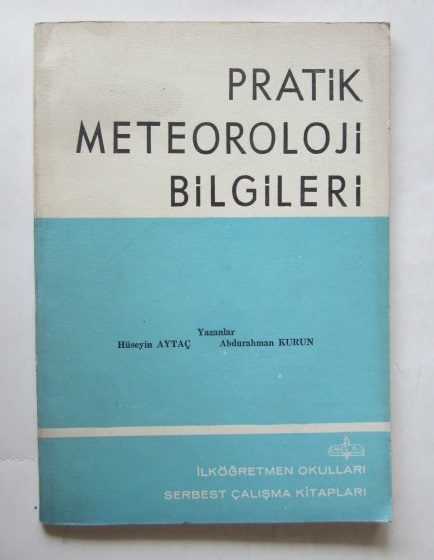 PRATİK
METEOROLOJİ
BİLGİLERİ
Yazanlar
Hüseyin AYTAÇ Abdurahman KURUN
İLKÖĞRETMEN OKULLARI
SERBEST ÇALIŞMA KİTAPLARI